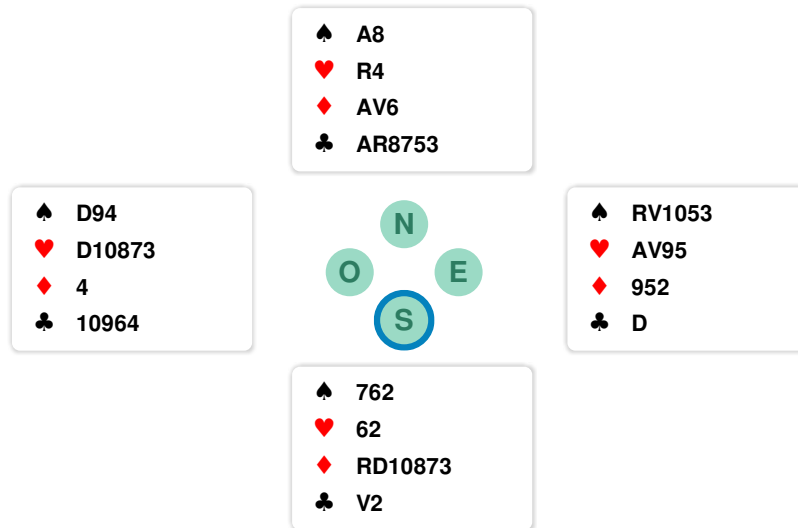 ♠ A8
♥ R4
♦ AV6
♣ AR8753
♠ D94
♥ D10873
♦ 4
♣ 10964
N
O E
S
♠ RV1053
♥ AV95
♦ 952
♣ D
♠ 762
♥ 62
♦ RD10873
♣ V2